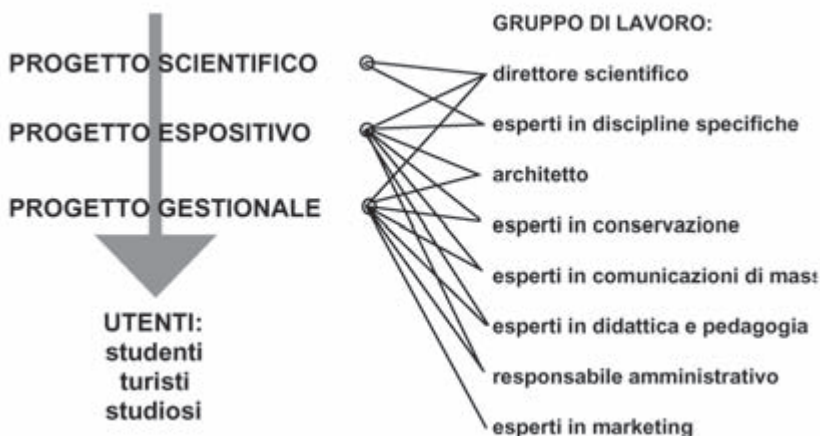 PROGETTO SCIENTIFICO
PROGETTO ESPOSITIVO
PROGETTO GESTIONALE
UTENTI:
studenti
turisti
studiosi
GRUPPO DI LAVORO:
direttore scientifico
esperti in discipline specifiche
architetto
esperti in conservazione
esperti in comunicazioni di mass
esperti in didattica e pedagogia
responsabile amministrativo
esperti in marketing